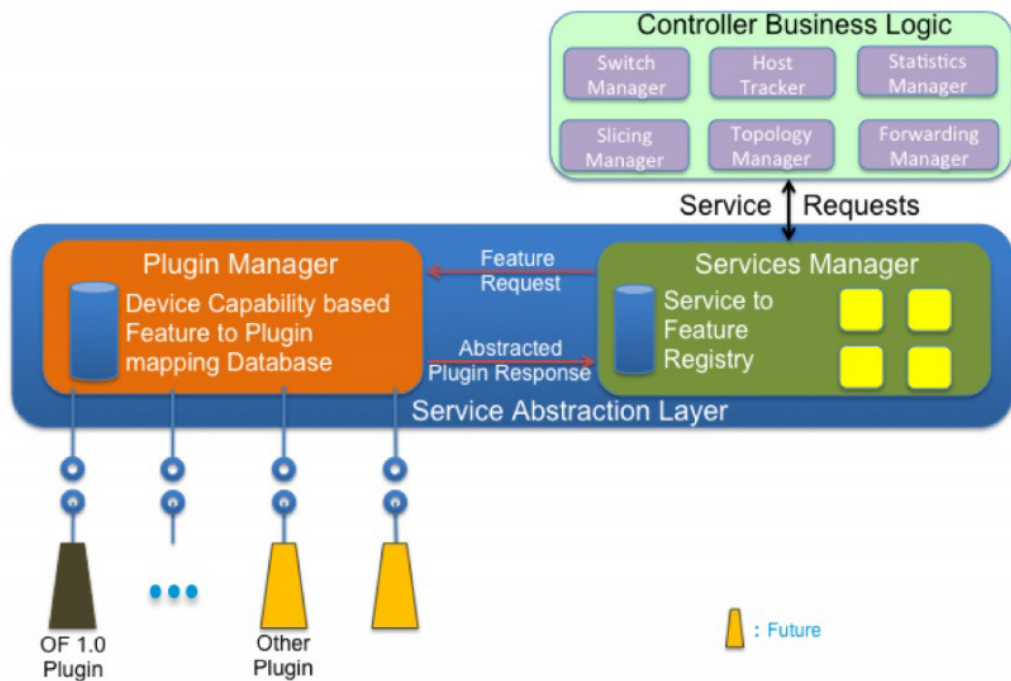 Controller Business Logic
Switch
Manager
Host
Tracker
Statistics
Manager
Slicing
Manager
Topology
Manager
Forwarding
Manager
Service Requests
Plugin Manager
Device Capability based
Feature to Plugin
mapping Database
Feature
Request
Abstracted
Plugin Response
Services Manager
Service to
Feature
Registry
Service Abstraction Layer
OF 1.0
Plugin
Other
Plugin
: Future